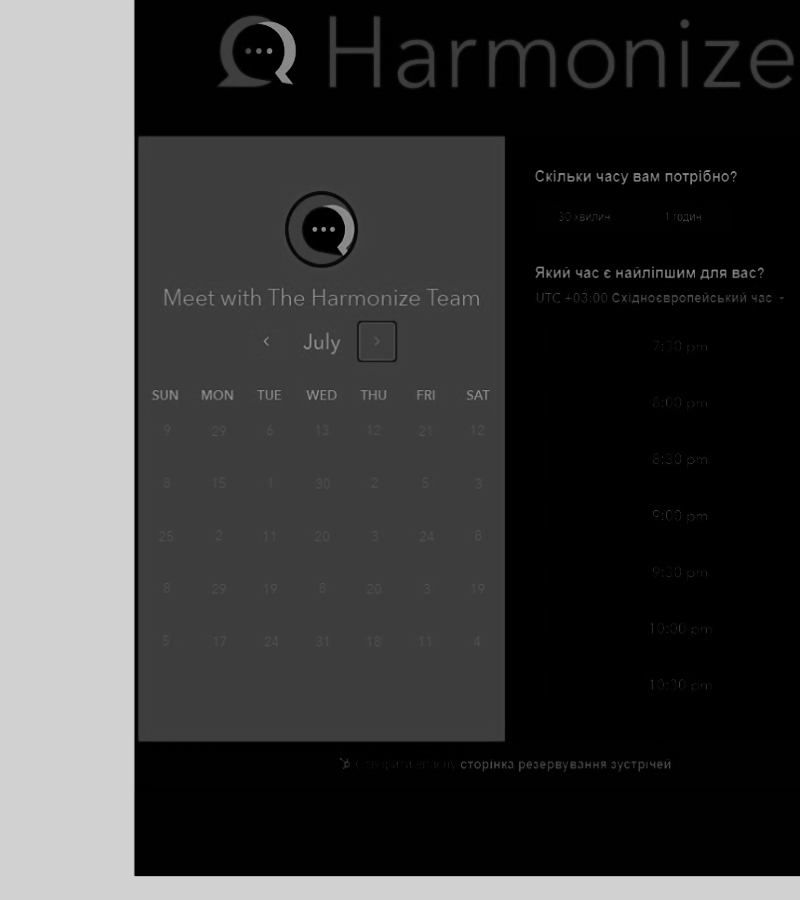 Harmonize
Meet with The Harmonize Team
July
SUN MON TUE WED THU FRI SAT
9 29 6 13 12 21 12
8 15 1 30 2 5 3
25 2 11 20 3 24 8
8 29 19 8 20 3 19
5 17 24 31 18 11 4
Скільки часу вам потрібно?
30 хвилин 1 годин
Який час є найліпшим для вас?
UTC +03:00 Східноєвропейський час
7:30 pm
8:00 pm
8:30 pm
9:00 pm
9:30 pm
10:00 pm
10:30 pm
Створити власну сторінка резервування зустрічей